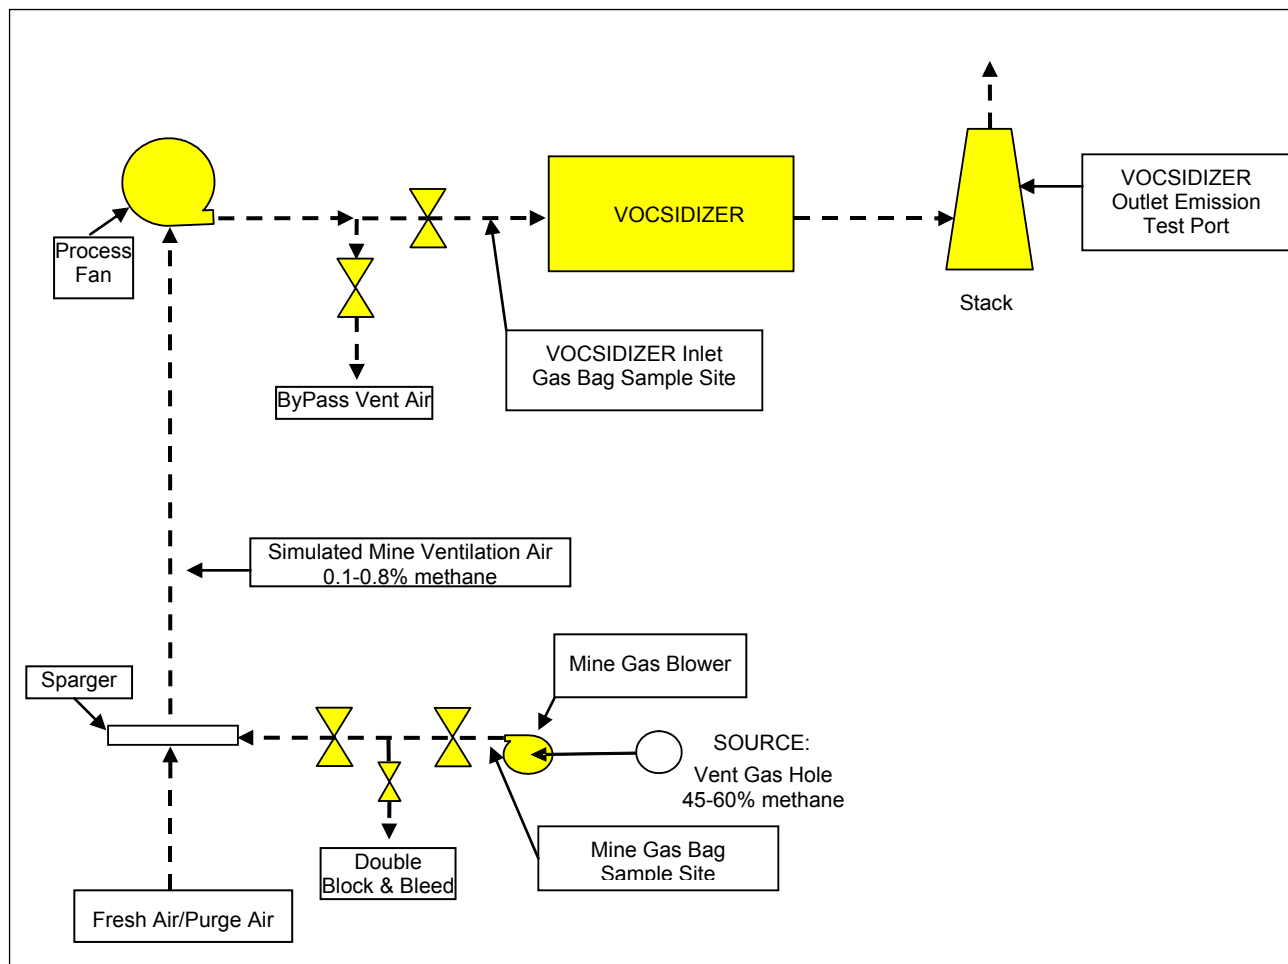 VOCSIDIZER
VOCSIDIZER
Outlet Emission
Test Port
Process
Fan
Stack
VOCSIDIZER Inlet
Gas Bag Sample Site
ByPass Vent Air
Simulated Mine Ventilation Air
0.1-0.8% methane
Mine Gas Blower
Sparger
SOURCE:
Vent Gas Hole
45-60% methane
Mine Gas Bag
Sample Site
Double
Block & Bleed
Fresh Air/Purge Air